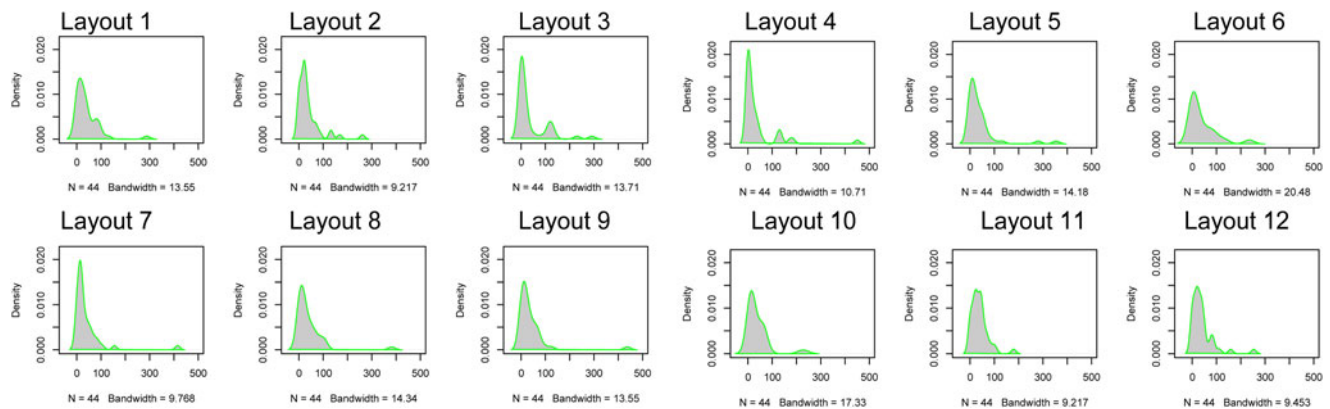 Layout 1 Layout 2 Layout 3 Layout 4 Layout 5 Layout 6
Density 0.000 0.010 0.020 Density 0.000 0.010 0.020 Density 0.000 0.010 0.020 Density 0.000 0.010 0.020 Density 0.000 0.010 0.020 Density 0.000 0.010 0.020
0 100 300 500 0 100 300 500 0 100 300 500 0 100 300 500 0 100 300 500 0 100 300 500
N = 44 Bandwidth = 13.55 N = 44 Bandwidth = 9.217 N = 44 Bandwidth = 13.71 N = 44 Bandwidth = 10.71 N = 44 Bandwidth = 14.18 N = 44 Bandwidth = 20.48
Layout 7 Layout 8 Layout 9 Layout 10 Layout 11 Layout 12
Density 0.000 0.010 0.020 Density 0.000 0.010 0.020 Density 0.000 0.010 0.020 Density 0.000 0.010 0.020 Density 0.000 0.010 0.020 Density 0.000 0.010 0.020
0 100 300 500 0 100 300 500 0 100 300 500 0 100 300 500 0 100 300 500 0 100 300 500
N = 44 Bandwidth = 9.768 N = 44 Bandwidth = 14.34 N = 44 Bandwidth = 13.55 N = 44 Bandwidth = 17.33 N = 44 Bandwidth = 9.217 N = 44 Bandwidth = 9.453